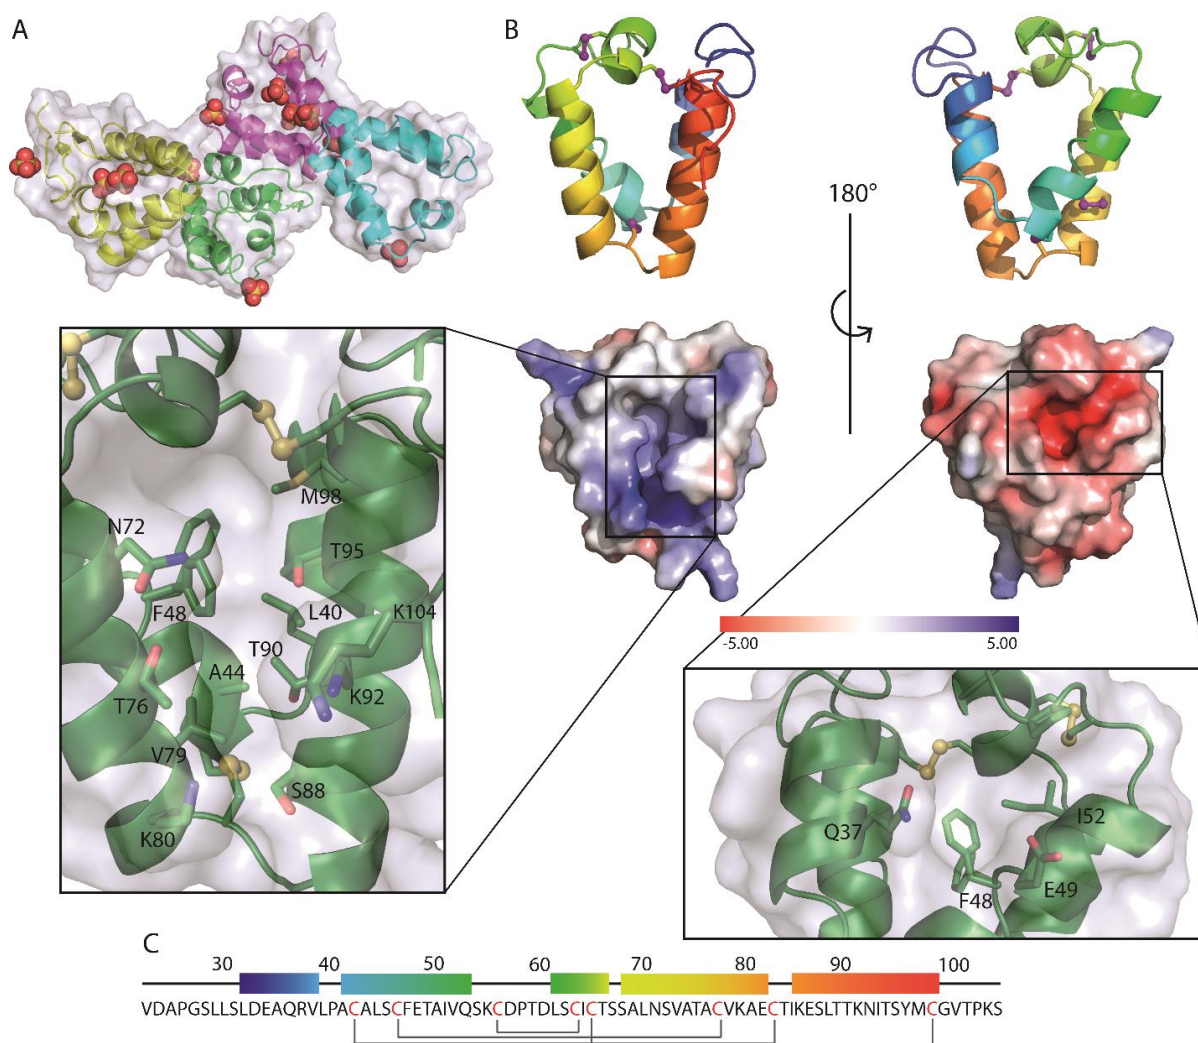 A
B
180°
M98
N72
T95
F48
L40
K104
T90
A44
K92
T76
V79
S88
K80
-5.00
5.00
Q37
I52
F48
E49
C
30 40 50 60 70 80 90 100
VDAPGSLLSLDEAQRVLPACALSCFETAIVQSKCDPTDLSCICTSSALNSVATACVKAECTIKESLTTKNITSYMCGVTPKS